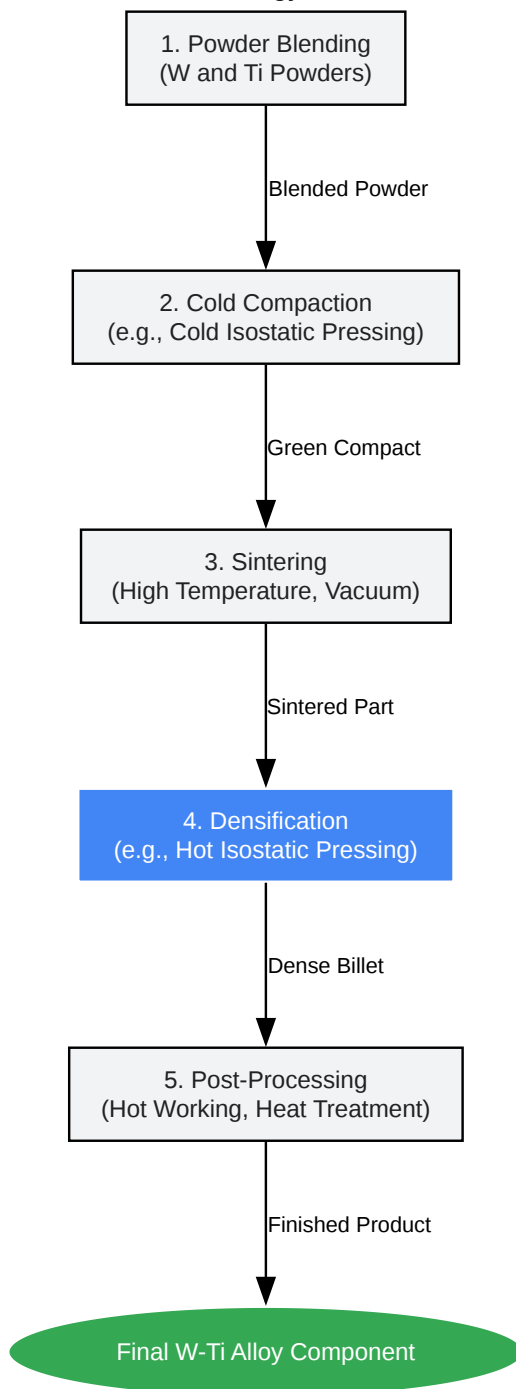 1. Powder Blending
(W and Ti Powders)
Blended Powder
2. Cold Compaction
(e.g., Cold Isostatic Pressing)
Green Compact
3. Sintering
(High Temperature, Vacuum)
Sintered Part
4. Densification
(e.g., Hot Isostatic Pressing)
Dense Billet
5. Post-Processing
(Hot Working, Heat Treatment)
Finished Product
Final W-Ti Alloy Component